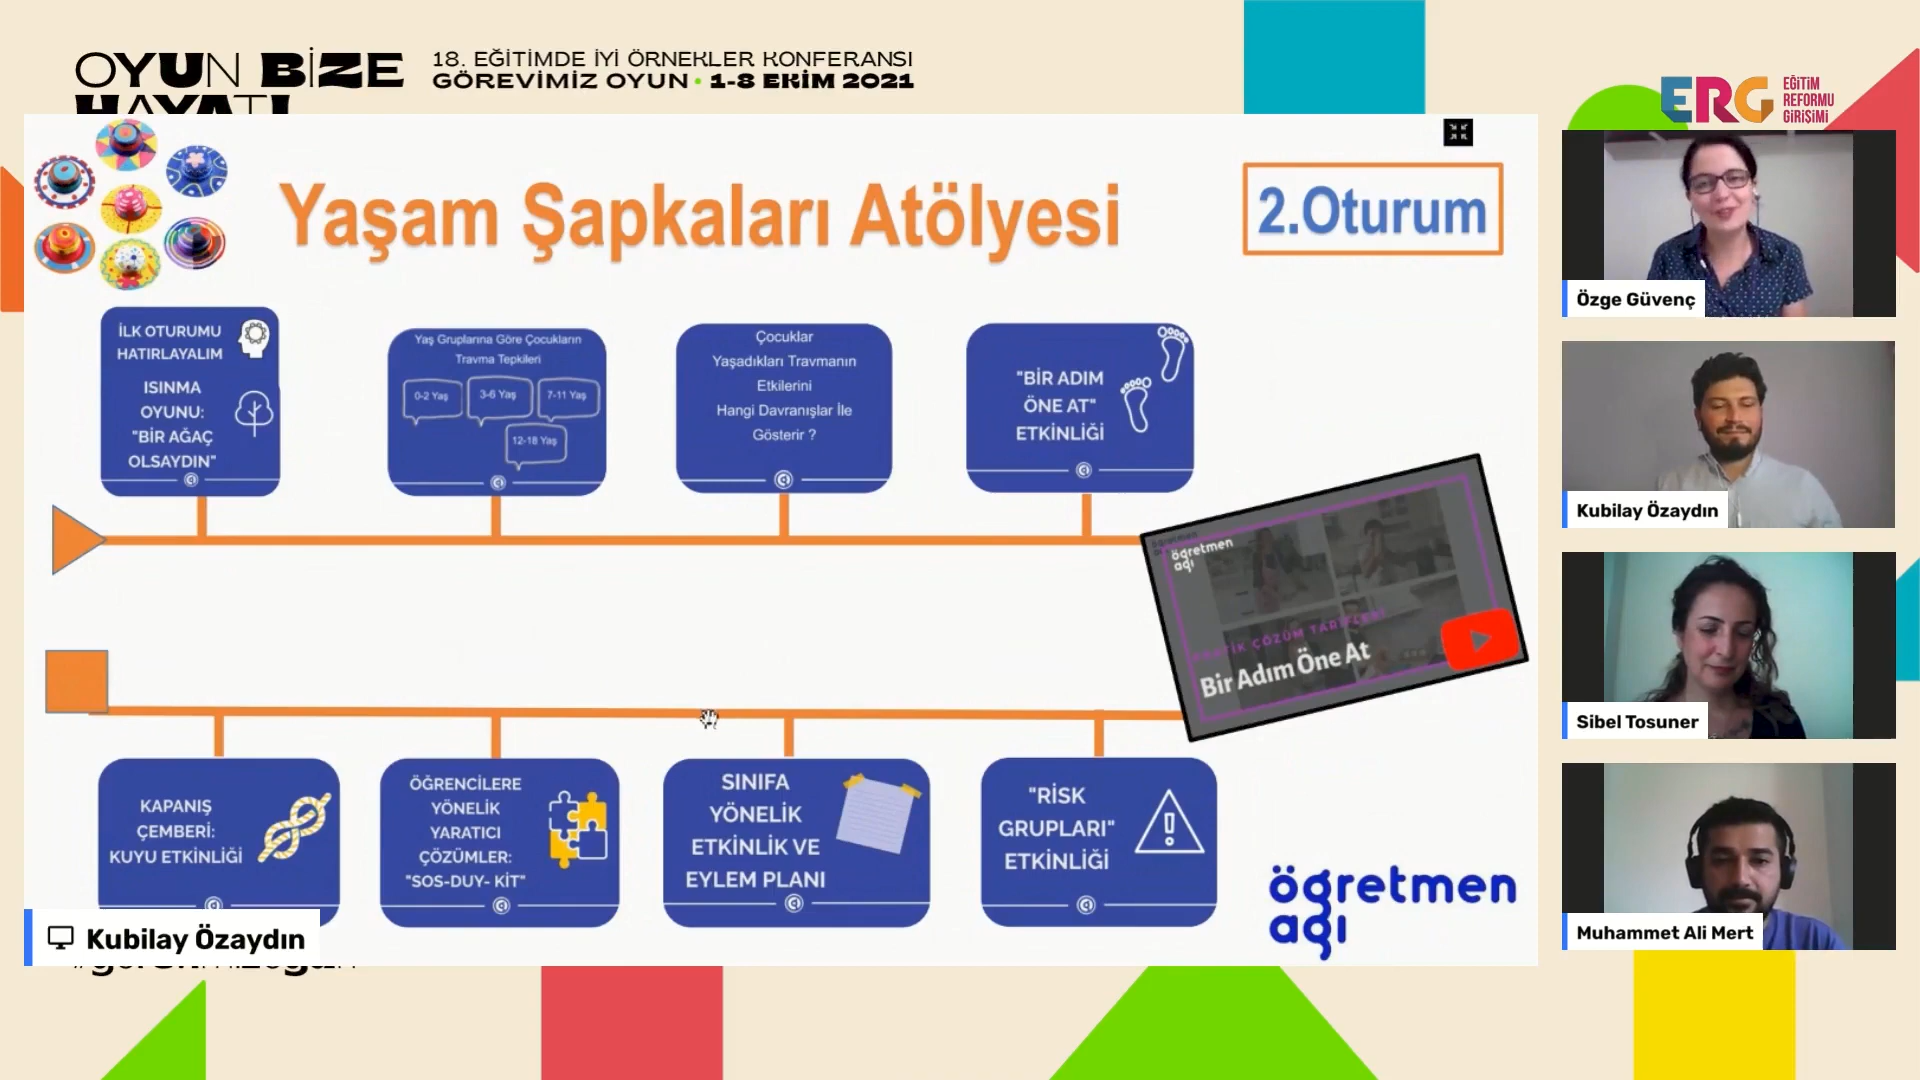 OYUN BİZE
HAYATI
18. EĞİTİMDE İYİ ÖRNEKLER KONFERANSI
GÖREVİMİZ OYUN • 1-8 EKİM 2021
ERG
EĞİTİM
REFORMU
GİRİŞİMİ
Yaşam Şapkaları Atölyesi
2.Oturum
İLK OTURUMU
HATIRLAYALIM
ISINMA
OYUNU:
"BİR AĞAÇ
OLSAYDIN"
Yaş Gruplarına Göre Çocukların
Travma Tepkileri
0-2 Yaş
3-6 Yaş
7-11 Yaş
12-18 Yaş
Çocuklar
Yaşadıkları Travmanın
Etkilerini
Hangi Davranışlar İle
Gösterir ?
"BİR ADIM
ÖNE AT"
ETKİNLİĞİ
öğretmen
ağı
PRATİK ÇÖZÜM TARİFLERİ
Bir Adım Öne At
KAPANIŞ
ÇEMBERİ:
KUYU ETKİNLİĞİ
ÖĞRENCİLERE
YÖNELİK
YARATICI
ÇÖZÜMLER:
"SOS-DUY- KİT"
SINIFA
YÖNELİK
ETKİNLİK VE
EYLEM PLANI
"RİSK
GRUPLARI"
ETKİNLİĞİ
öğretmen
ağı
Kubilay Özaydın
Özge Güvenç
Kubilay Özaydın
Sibel Tosuner
Muhammet Ali Mert